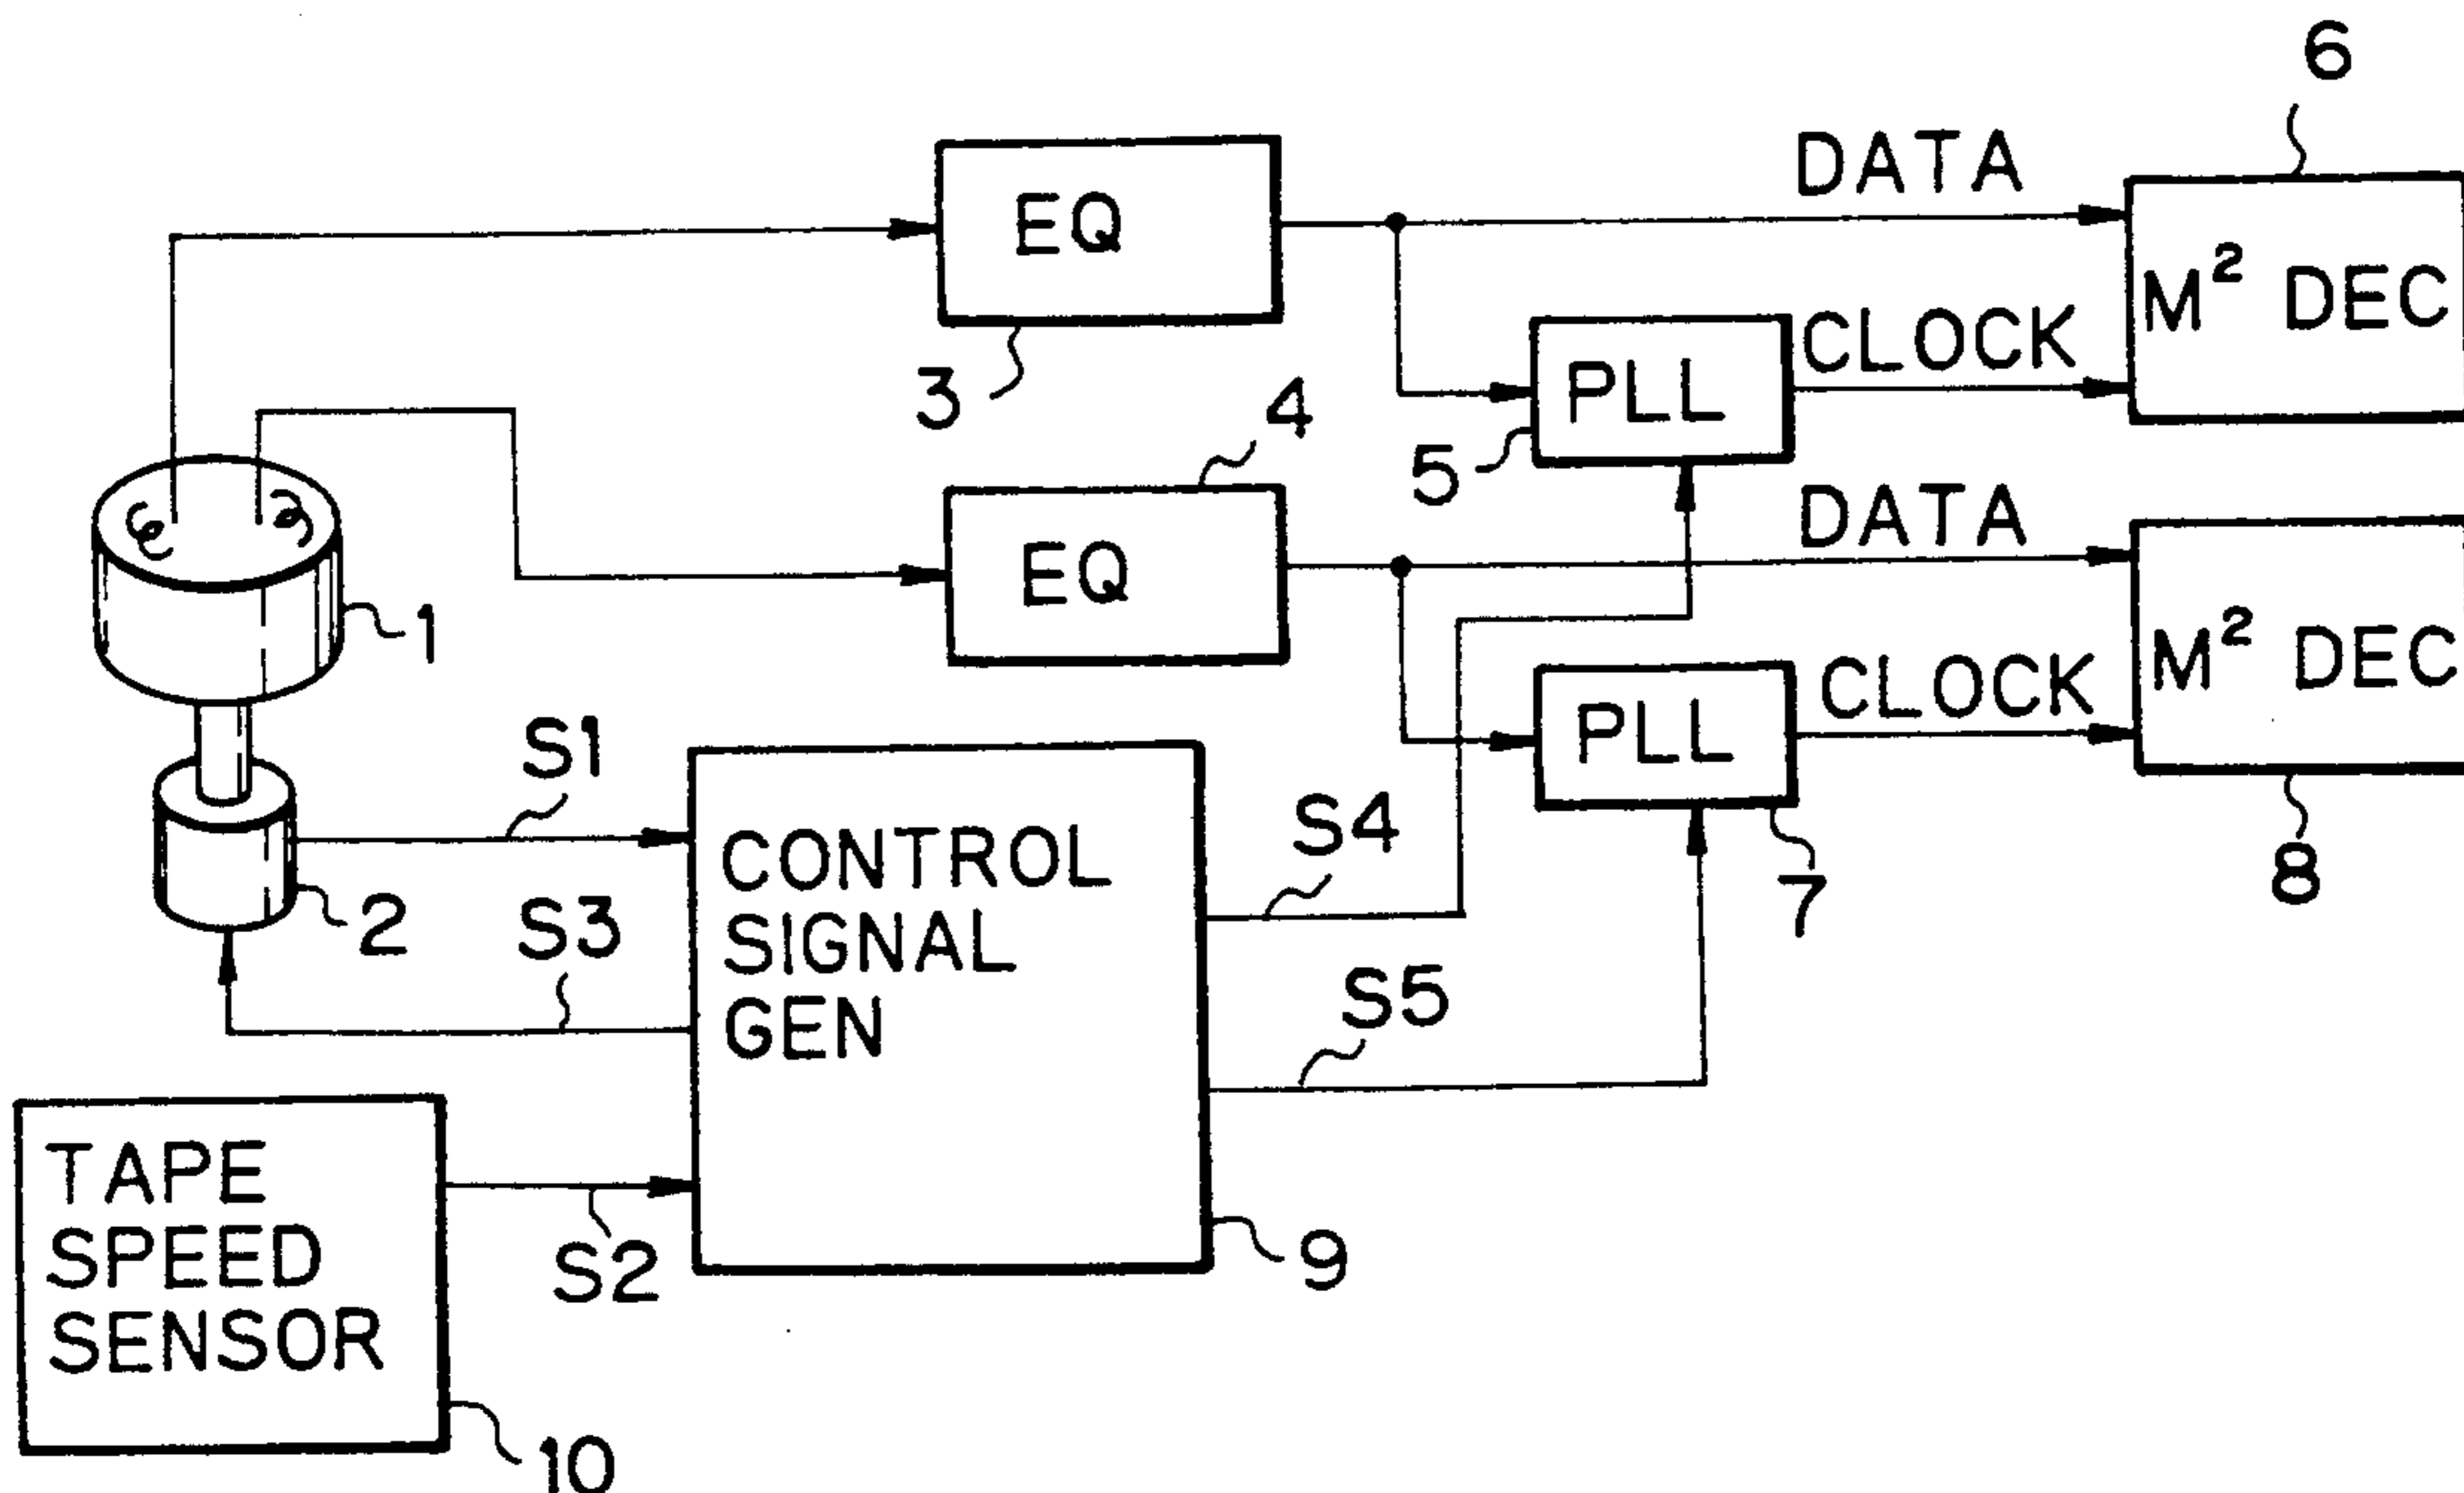 6
DATA
EQ
M² DEC
CLOCK
PLL
3
4
5
DATA
EQ
M² DEC
1
CLOCK
PLL
S1
S4
CONTROL
SIGNAL
GEN
7
8
2
S3
S5
TAPE
SPEED
SENSOR
S2
9
10